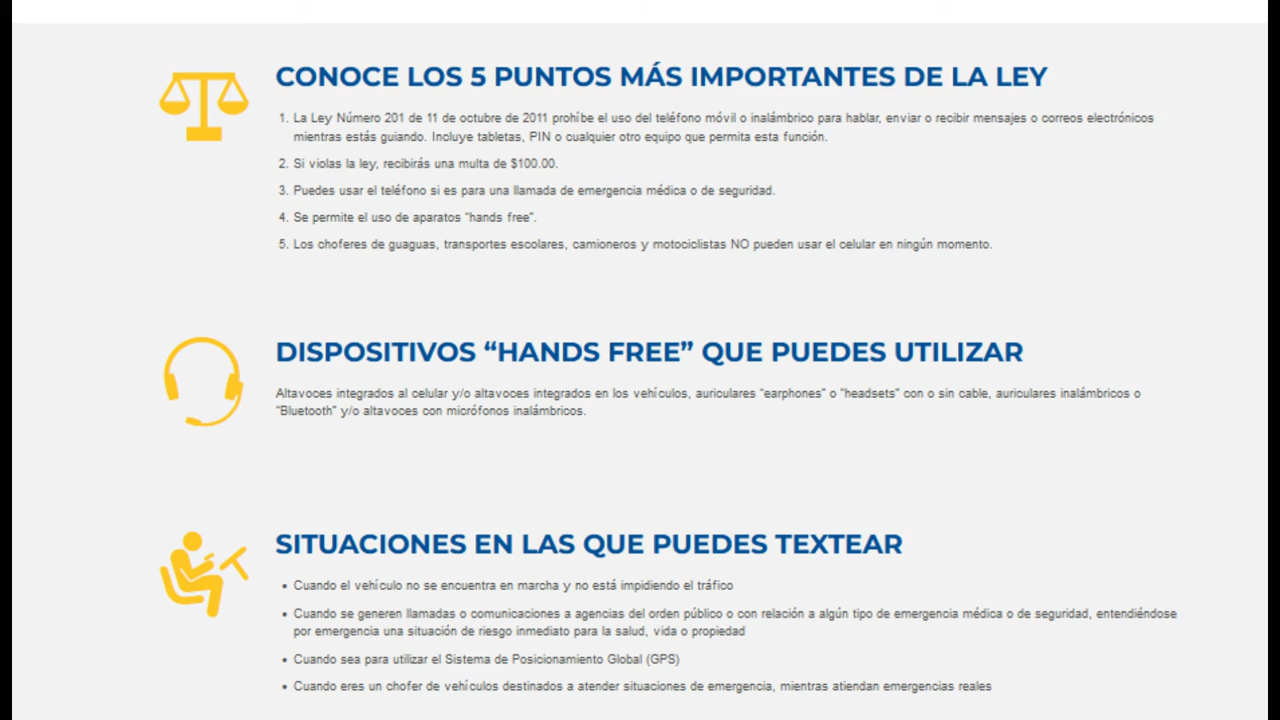 CONOCE LOS 5 PUNTOS MÁS IMPORTANTES DE LA LEY
1. La Ley Número 201 de 11 de octubre de 2011 prohíbe el uso del teléfono móvil o inalámbrico para hablar, enviar o recibir mensajes o correos electrónicos
mientras estás guiando. Incluye tabletas, PIN o cualquier otro equipo que permita esta función.
2. Si violas la ley, recibirás una multa de $100.00.
3. Puedes usar el teléfono si es para una llamada de emergencia médica o de seguridad.
4. Se permite el uso de aparatos "hands free".
5. Los choferes de guaguas, transportes escolares, camioneros y motociclistas NO pueden usar el celular en ningún momento.
DISPOSITIVOS “HANDS FREE” QUE PUEDES UTILIZAR
Altavoces integrados al celular y/o altavoces integrados en los vehículos, auriculares "earphones" o "headsets" con o sin cable, auriculares inalámbricos o
"Bluetooth" y/o altavoces con micrófonos inalámbricos.
SITUACIONES EN LAS QUE PUEDES TEXTEAR
• Cuando el vehículo no se encuentra en marcha y no está impidiendo el tráfico
• Cuando se generen llamadas o comunicaciones a agencias del orden público o con relación a algún tipo de emergencia médica o de seguridad, entendiéndose
por emergencia una situación de riesgo inmediato para la salud, vida o propiedad
• Cuando sea para utilizar el Sistema de Posicionamiento Global (GPS)
• Cuando eres un chofer de vehículos destinados a atender situaciones de emergencia, mientras atiendan emergencias reales